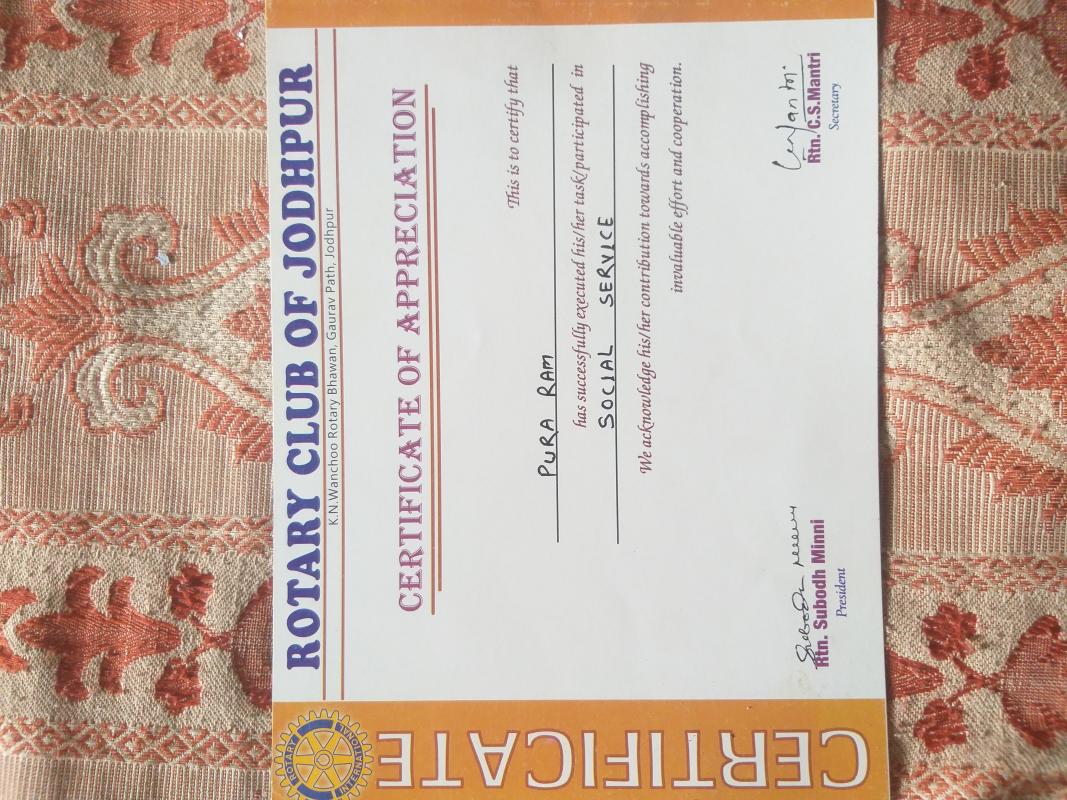 ROTARY CLUB OF JODHPUR
K.N.Wanchoo Rotary Bhawan, Gaurav Path, Jodhpur
CERTIFICATE OF APPRECIATION
This is to certify that
PURA RAM
has successfully executed his/her task/participated in
SOCIAL SERVICE
We acknowledge his/her contribution towards accomplishing
invaluable effort and cooperation.
Rtn. Subodh Minni
President
Rtn. C.S.Mantri
Secretary
ROTARY
INTERNATIONAL
CERTIFICATE